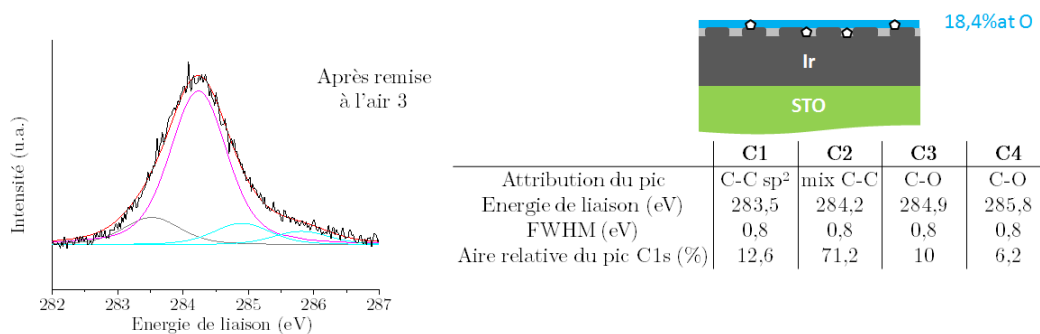 Après remise
à l'air 3
Intensité (u.a.)
282 283 284 285 286 287
Energie de liaison (eV)
18,4%at O
Ir
STO
C1 C2 C3 C4
Attribution du pic C-C sp² mix C-C C-O C-O
Energie de liaison (eV) 283,5 284,2 284,9 285,8
FWHM (eV) 0,8 0,8 0,8 0,8
Aire relative du pic C1s (%) 12,6 71,2 10 6,2